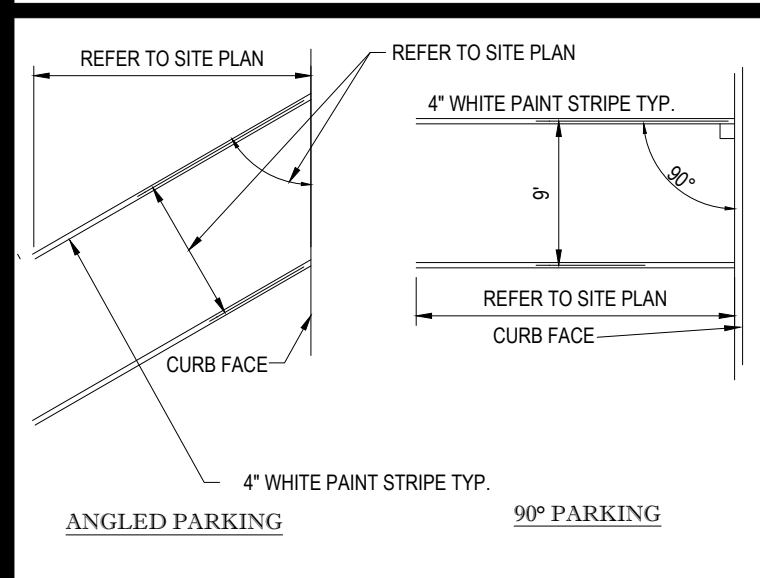 REFER TO SITE PLAN
REFER TO SITE PLAN
4" WHITE PAINT STRIPE TYP.
90°
9'
REFER TO SITE PLAN
CURB FACE
CURB FACE
4" WHITE PAINT STRIPE TYP.
ANGLED PARKING
90° PARKING